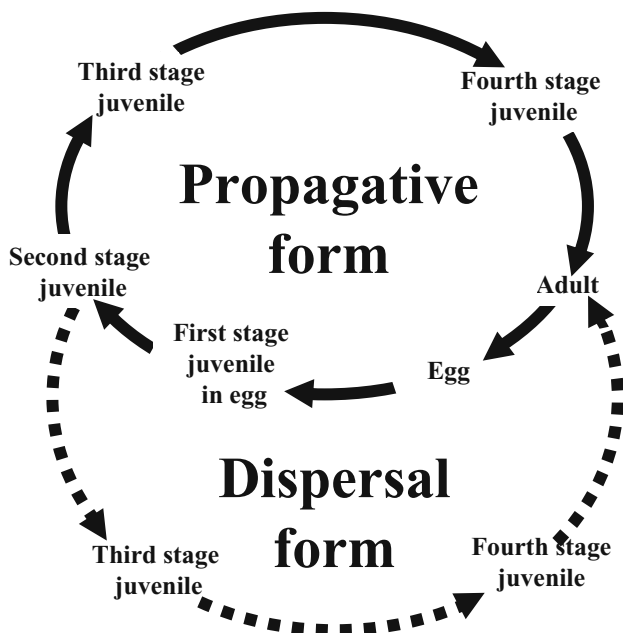 Third stage
juvenile
Fourth stage
juvenile
Propagative
form
Second stage
juvenile
Adult
First stage
juvenile
in egg
Egg
Dispersal
form
Third stage
juvenile
Fourth stage
juvenile